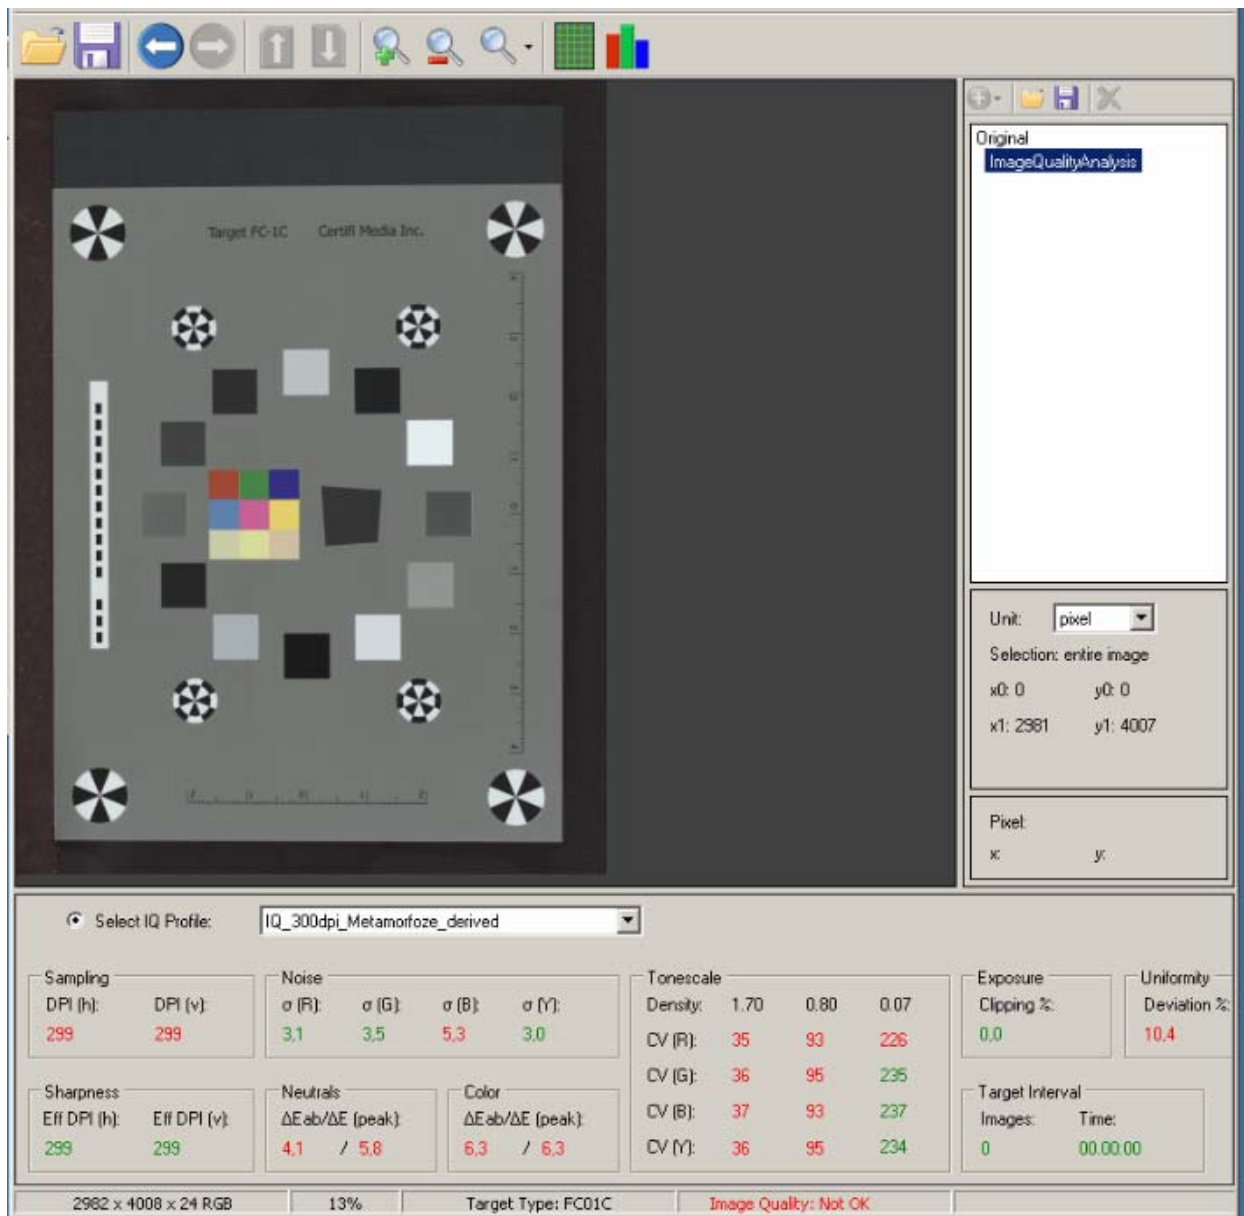 Original
ImageQualityAnalysis
Target FC-1C Certifi Media Inc.
Unit: pixel
Selection: entire image
x0: 0 y0: 0
x1: 2981 y1: 4007
Pixel:
x: y:
Select IQ Profile: IQ_300dpi_Metamorfoze_derived
Sampling Noise Tonescale Exposure Uniformity
DPI (h): DPI (v): σ (R): σ (G): σ (B): σ (Y): Density: 1.70 0.80 0.07 Clipping %: Deviation %:
299 299 3,1 3,5 5,3 3,0 CV (R): 35 93 226 0,0 10,4
CV (G): 36 95 235
Sharpness Neutrals Color Target Interval
Eff DPI (h): Eff DPI (v): ΔEab/ΔE (peak): ΔEab/ΔE (peak): CV (B): 37 93 237 Images: Time:
299 299 4,1 / 5,8 6,3 / 6,3 CV (Y): 36 95 234 0 00.00.00
2982 x 4008 x 24 RGB 13% Target Type: FC01C Image Quality: Not OK